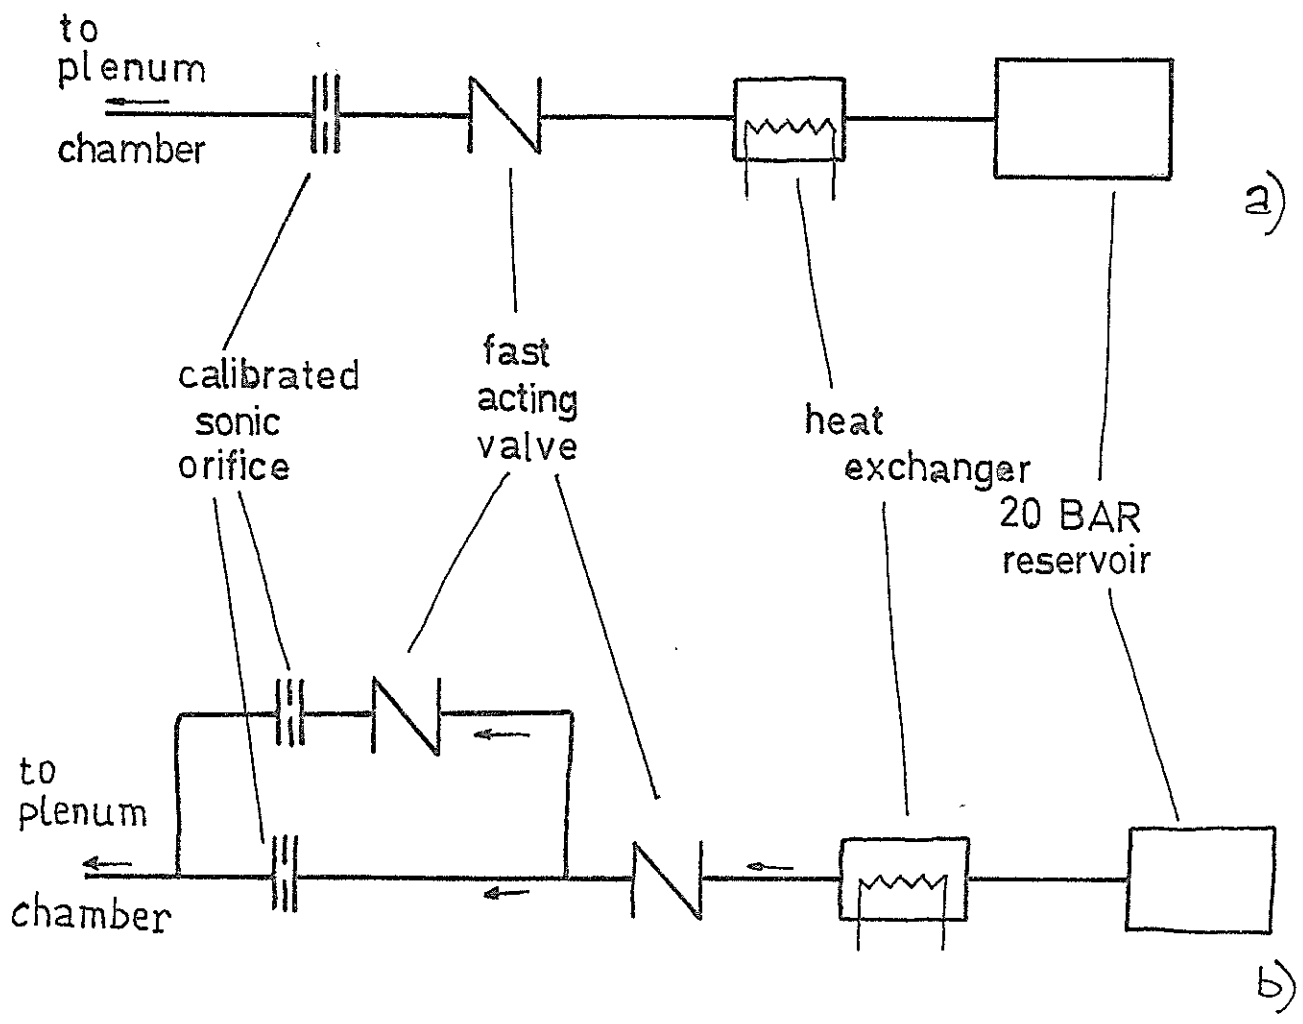 to
plenum
chamber
a)
calibrated
sonic
orifice
fast
acting
valve
heat
exchanger
20 BAR
reservoir
to
plenum
chamber
b)